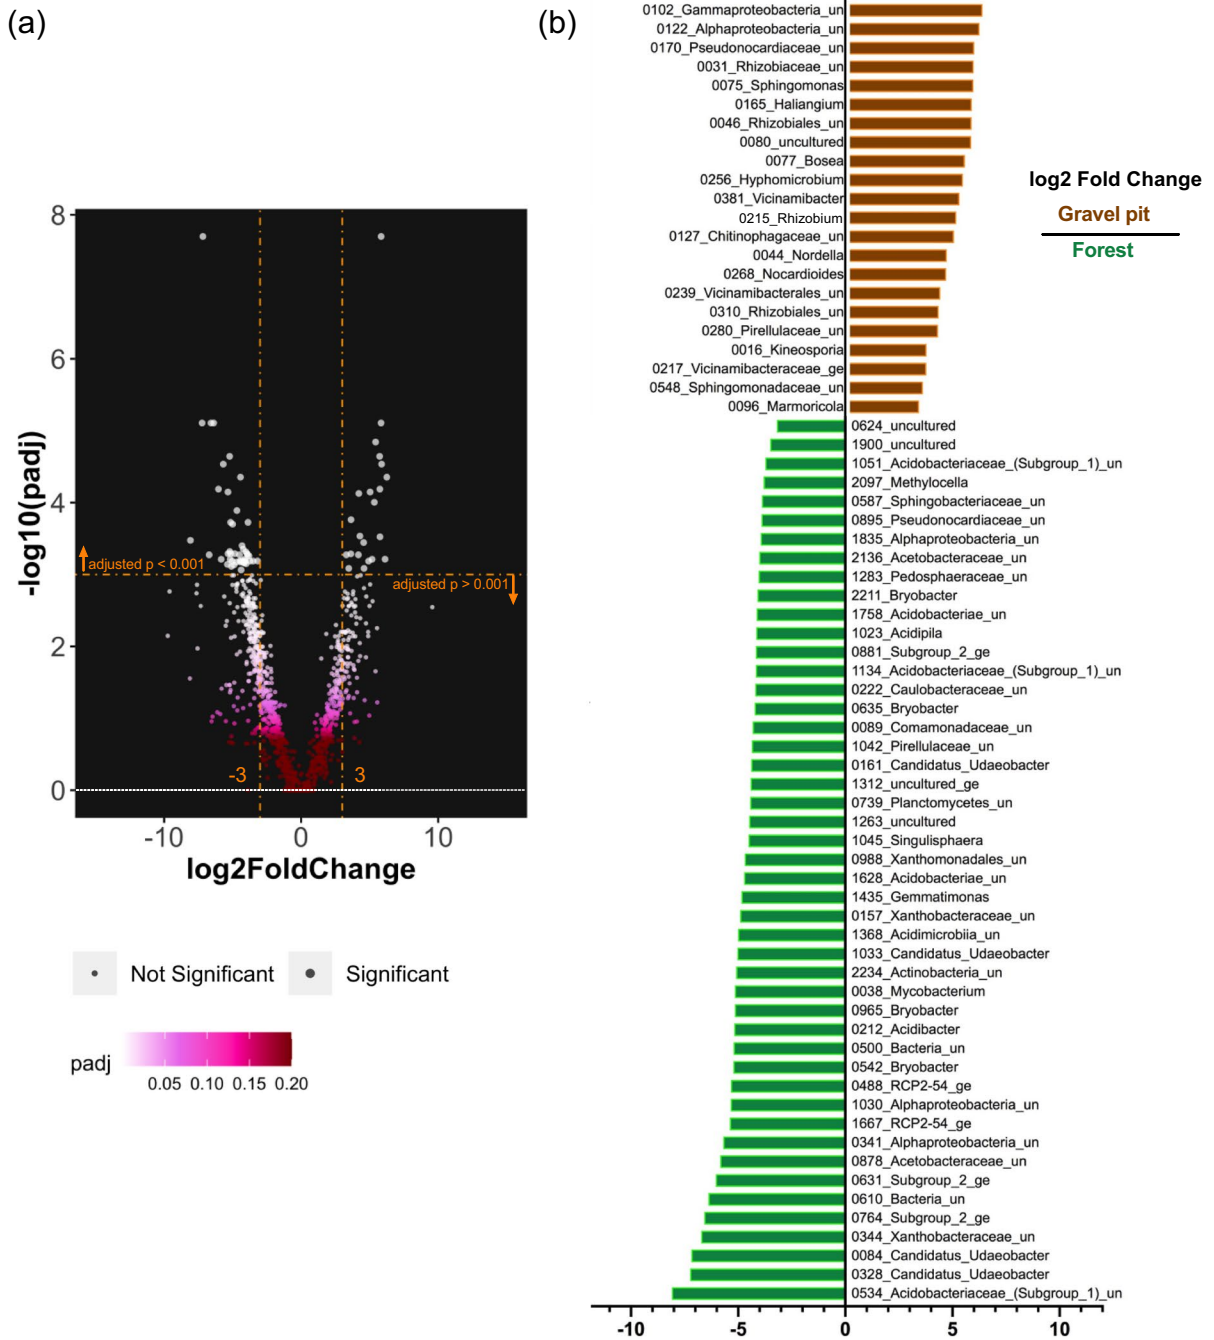 (a)
8
6
4
2
0
-log10(padj)
adjusted p < 0.001
adjusted p > 0.001
-3
3
-10
0
10
log2FoldChange
Not Significant
Significant
padj
0.05 0.10 0.15 0.20
(b)
0102_Gammaproteobacteria_un
0122_Alphaproteobacteria_un
0170_Pseudonocardiaceae_un
0031_Rhizobiaceae_un
0075_Sphingomonas
0165_Haliangium
0046_Rhizobiales_un
0080_uncultured
0077_Bosea
0256_Hyphomicrobium
0381_Vicinamibacter
0215_Rhizobium
0127_Chitinophagaceae_un
0044_Nordella
0268_Nocardioides
0239_Vicinamibacterales_un
0310_Rhizobiales_un
0280_Pirellulaceae_un
0016_Kineosporia
0217_Vicinamibacteraceae_ge
0548_Sphingomonadaceae_un
0096_Marmoricola
log2 Fold Change
Gravel pit
Forest
0624_uncultured
1900_uncultured
1051_Acidobacteriaceae_(Subgroup_1)_un
2097_Methylocella
0587_Sphingobacteriaceae_un
0895_Pseudonocardiaceae_un
1835_Alphaproteobacteria_un
2136_Acetobacteraceae_un
1283_Pedosphaeraceae_un
2211_Bryobacter
1758_Acidobacteriae_un
1023_Acidipila
0881_Subgroup_2_ge
1134_Acidobacteriaceae_(Subgroup_1)_un
0222_Caulobacteraceae_un
0635_Bryobacter
0089_Comamonadaceae_un
1042_Pirellulaceae_un
0161_Candidatus_Udaeobacter
1312_uncultured_ge
0739_Planctomycetes_un
1263_uncultured
1045_Singulisphaera
0988_Xanthomonadales_un
1628_Acidobacteriae_un
1435_Gemmatimonas
0157_Xanthobacteraceae_un
1368_Acidimicrobiia_un
1033_Candidatus_Udaeobacter
2234_Actinobacteria_un
0038_Mycobacterium
0965_Bryobacter
0212_Acidibacter
0500_Bacteria_un
0542_Bryobacter
0488_RCP2-54_ge
1030_Alphaproteobacteria_un
1667_RCP2-54_ge
0341_Alphaproteobacteria_un
0878_Acetobacteraceae_un
0631_Subgroup_2_ge
0610_Bacteria_un
0764_Subgroup_2_ge
0344_Xanthobacteraceae_un
0084_Candidatus_Udaeobacter
0328_Candidatus_Udaeobacter
0534_Acidobacteriaceae_(Subgroup_1)_un
-10 -5 0 5 10